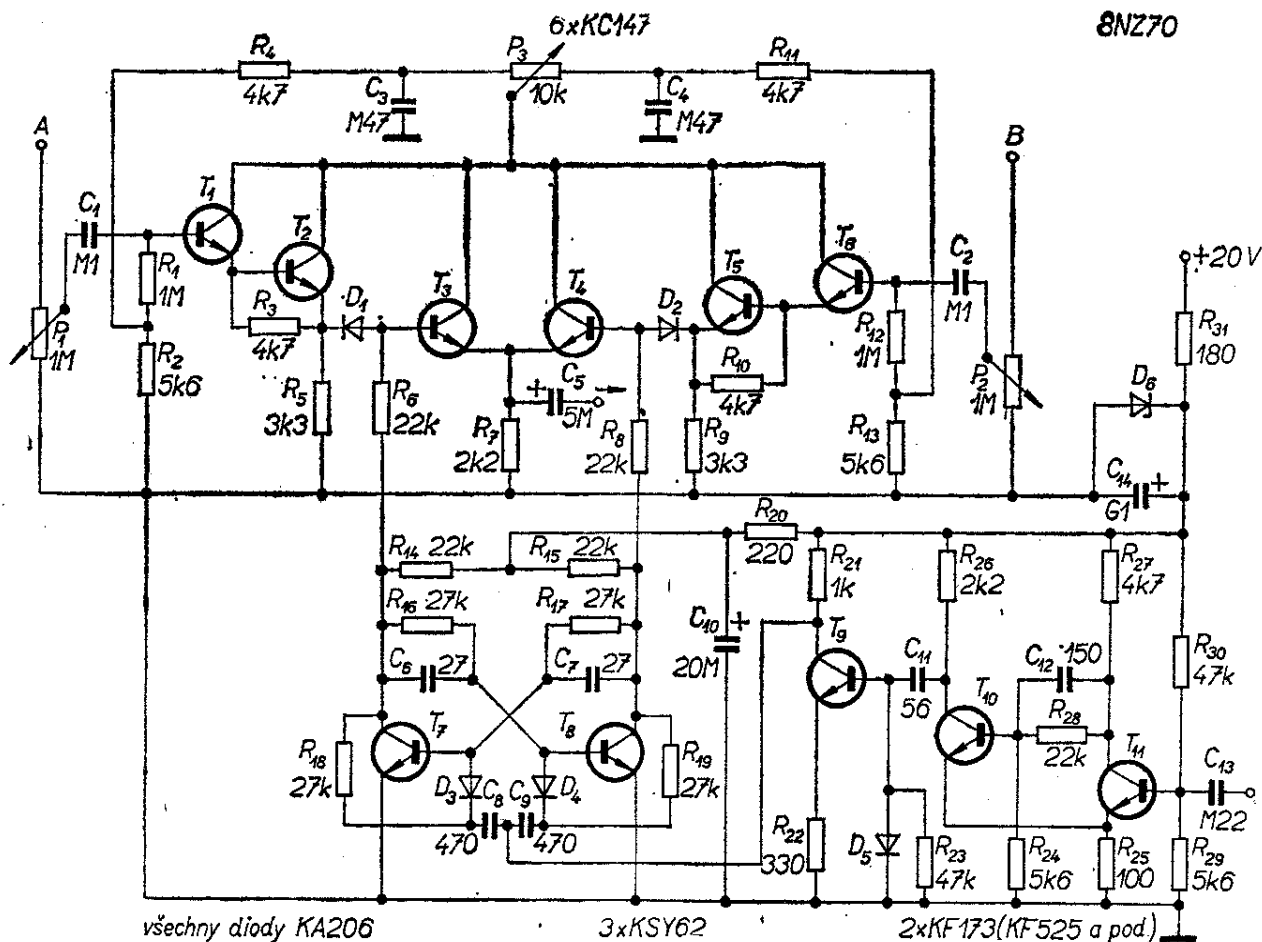 6xKC147
8NZ70
R4
4k7
P3
10k
R11
4k7
C3
M47
C4
M47
A
B
C1
M1
T1
T2
T3
T4
T5
T6
C2
M1
+20V
R1
1M
R3
4k7
D1
D2
R12
1M
R31
180
P1
1M
R2
5k6
R5
3k3
R6
22k
+
C5
5M
R7
2k2
R8
22k
R10
4k7
R9
3k3
R13
5k6
P2
1M
D6
C14
+
G1
R14 22k
R15 22k
R20
220
R21
1k
R26
2k2
R27
4k7
R16 27k
R17 27k
C10
+
20M
T9
C11
56
C12 150
R30
47k
C6 27
C7 27
T10
R28
22k
T7
T8
T11
C13
M22
R18
27k
R19
27k
D3
C8
C9
D4
470
470
R22
330
D5
R23
47k
R24
5k6
R25
100
R29
5k6
všechny diody KA206
3xKSY62
2xKF173(KF525 a pod.)